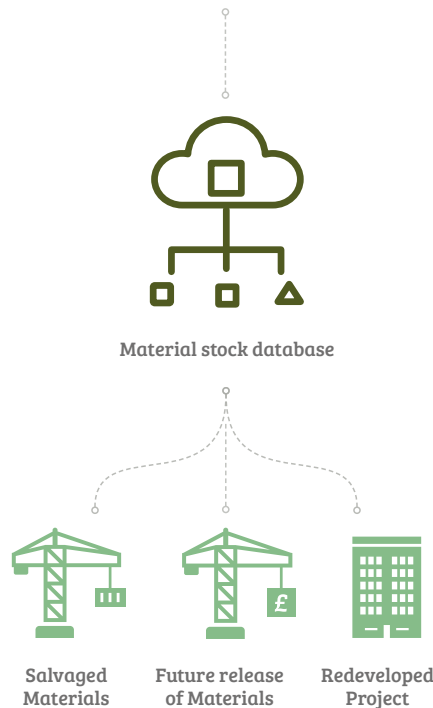 Material stock database
£
Salvaged
Materials
Future release
of Materials
Redeveloped
Project